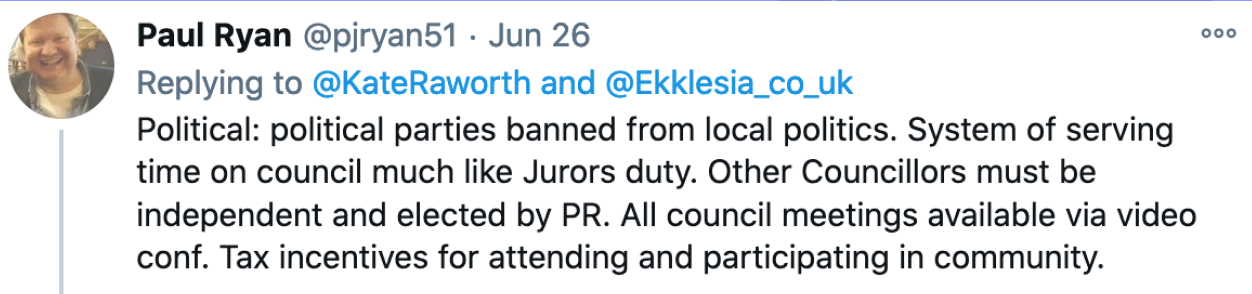 Paul Ryan @pjryan51 · Jun 26
Replying to @KateRaworth and @Ekklesia_co_uk
Political: political parties banned from local politics. System of serving
time on council much like Jurors duty. Other Councillors must be
independent and elected by PR. All council meetings available via video
conf. Tax incentives for attending and participating in community.